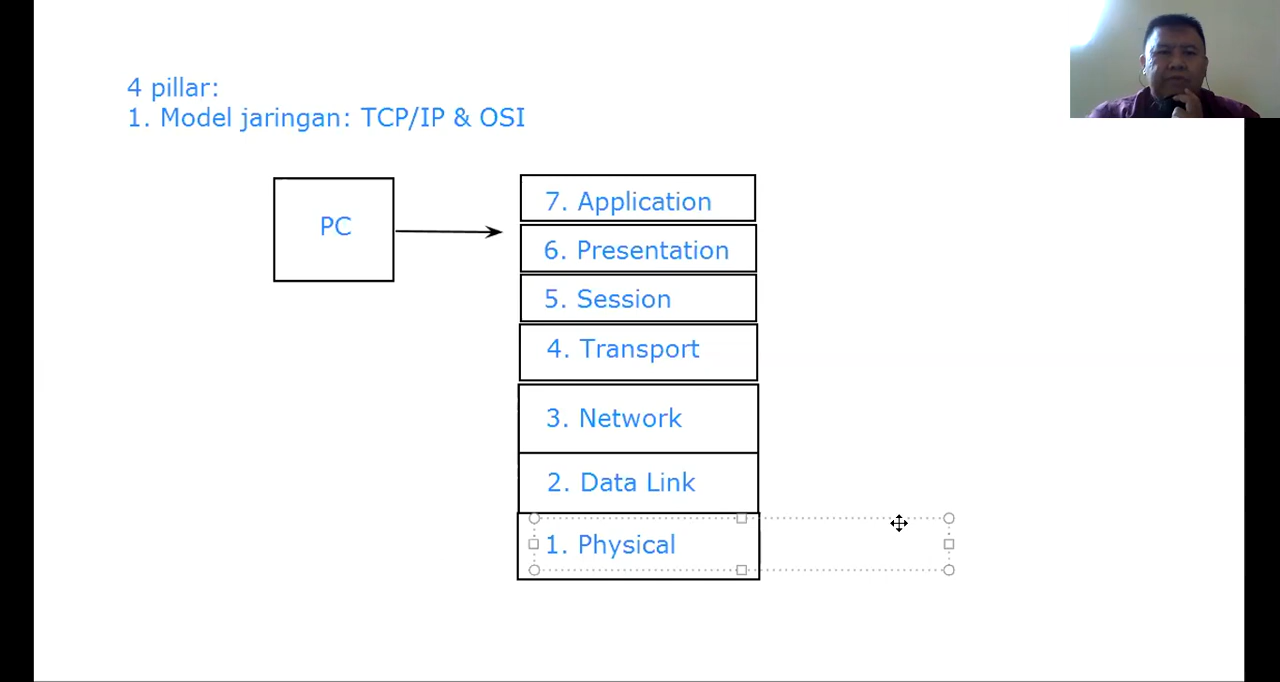 4 pillar:
1. Model jaringan: TCP/IP & OSI
PC
7. Application
6. Presentation
5. Session
4. Transport
3. Network
2. Data Link
1. Physical